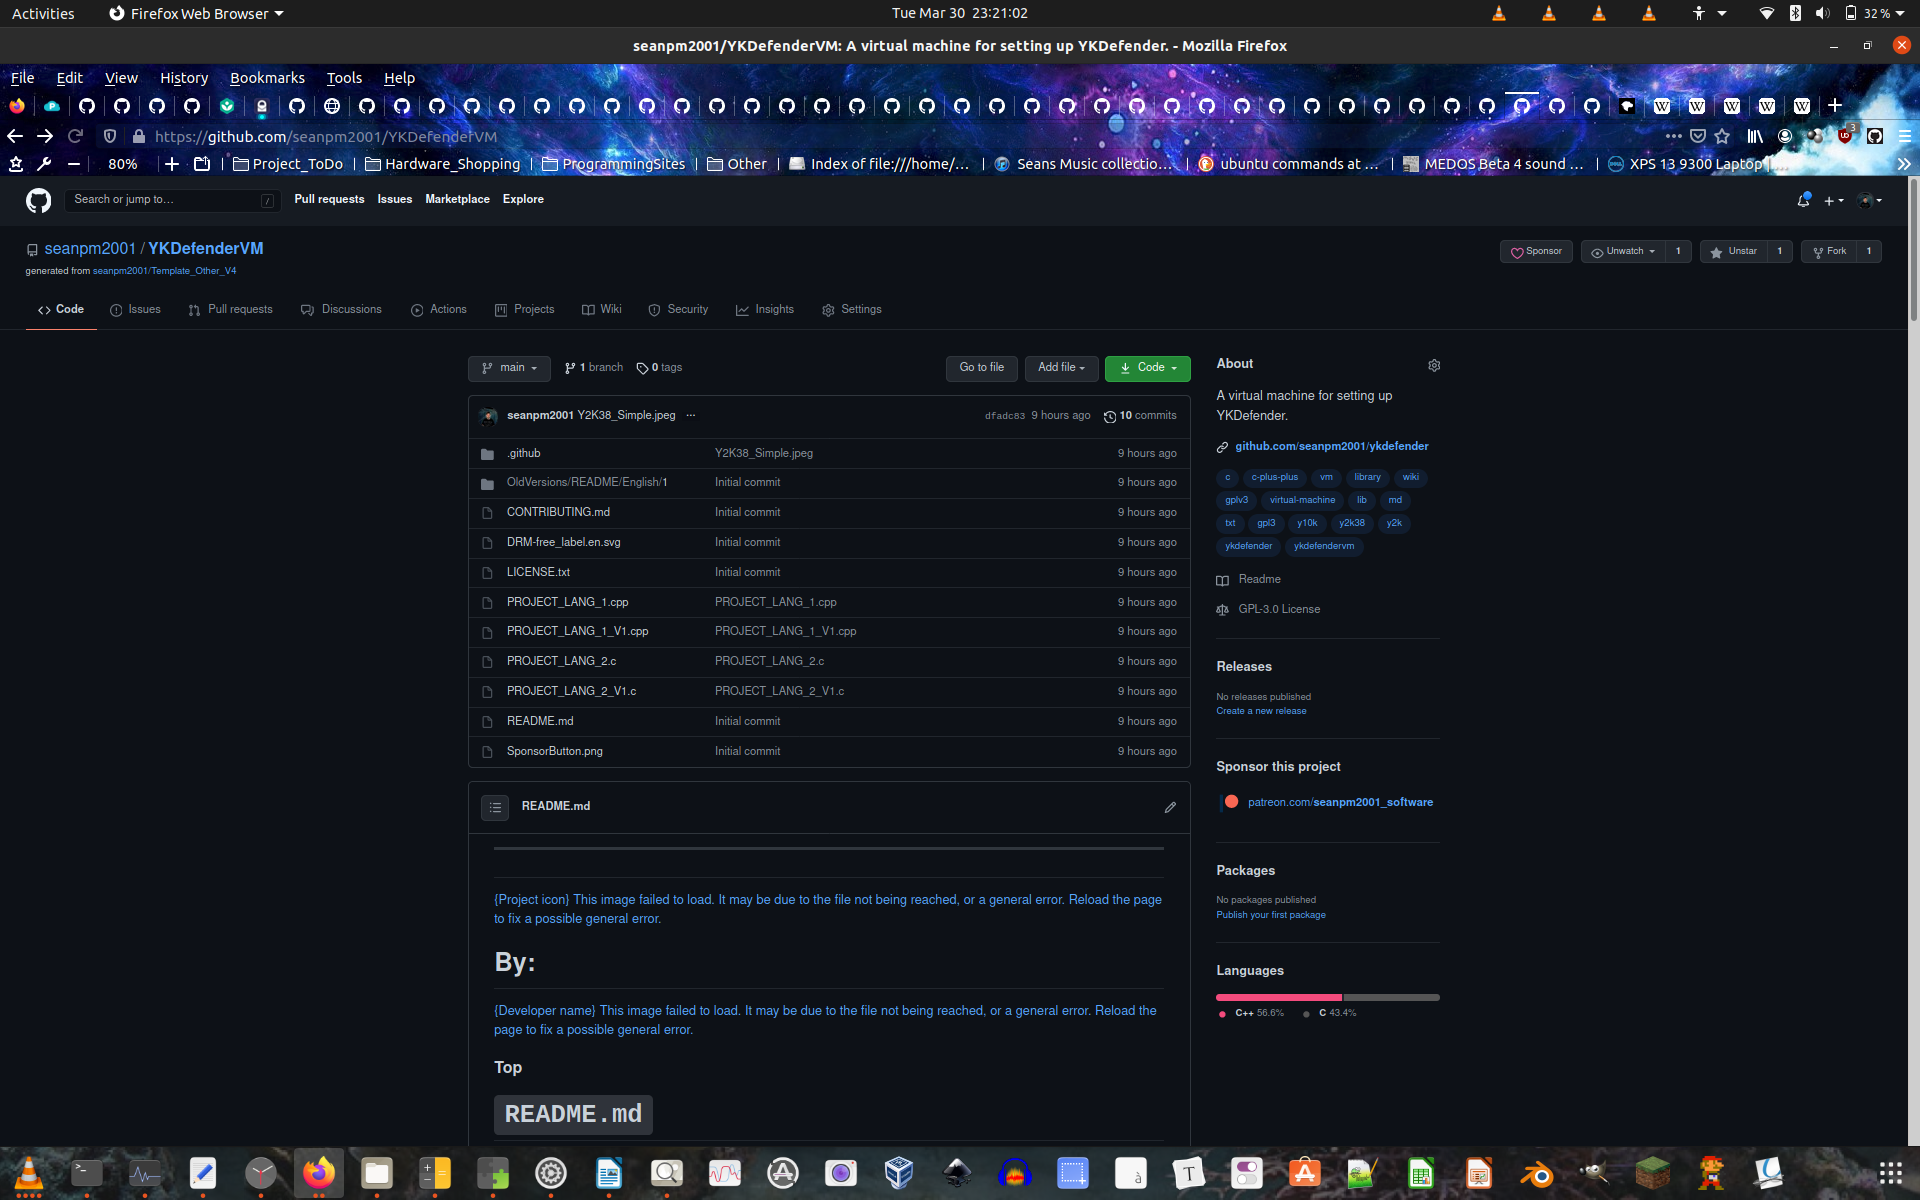 Activities
Firefox Web Browser
Tue Mar 30 23:21:02
32 %
seanpm2001/YKDefenderVM: A virtual machine for setting up YKDefender. - Mozilla Firefox
File Edit View History Bookmarks Tools Help
https://github.com/seanpm2001/YKDefenderVM
3
80%
Project_ToDo
Hardware_Shopping
ProgrammingSites
Other
Index of file:///home/...
Seans Music collectio...
ubuntu commands at ...
MEDOS Beta 4 sound ...
XPS 13 9300 Laptop
Search or jump to...
/
Pull requests Issues Marketplace Explore
seanpm2001 / YKDefenderVM
generated from seanpm2001/Template_Other_V4
Sponsor
Unwatch 1
Unstar 1
Fork 1
Code Issues Pull requests Discussions Actions Projects Wiki Security Insights Settings
main
1 branch
0 tags
Go to file
Add file
Code
seanpm2001 Y2K38_Simple.jpeg ...
dfadc83 9 hours ago 10 commits
.github Y2K38_Simple.jpeg 9 hours ago
OldVersions/README/English/1 Initial commit 9 hours ago
CONTRIBUTING.md Initial commit 9 hours ago
DRM-free_label.en.svg Initial commit 9 hours ago
LICENSE.txt Initial commit 9 hours ago
PROJECT_LANG_1.cpp PROJECT_LANG_1.cpp 9 hours ago
PROJECT_LANG_1_V1.cpp PROJECT_LANG_1_V1.cpp 9 hours ago
PROJECT_LANG_2.c PROJECT_LANG_2.c 9 hours ago
PROJECT_LANG_2_V1.c PROJECT_LANG_2_V1.c 9 hours ago
README.md Initial commit 9 hours ago
SponsorButton.png Initial commit 9 hours ago
README.md
{Project icon} This image failed to load. It may be due to the file not being reached, or a general error. Reload the page
to fix a possible general error.
By:
{Developer name} This image failed to load. It may be due to the file not being reached, or a general error. Reload the
page to fix a possible general error.
Top
README.md
About
A virtual machine for setting up
YKDefender.
github.com/seanpm2001/ykdefender
c c-plus-plus vm library wiki
gplv3 virtual-machine lib md
txt gpl3 y10k y2k38 y2k
ykdefender ykdefendervm
Readme
GPL-3.0 License
Releases
No releases published
Create a new release
Sponsor this project
patreon.com/seanpm2001_software
Packages
No packages published
Publish your first package
Languages
C++ 56.6% C 43.4%